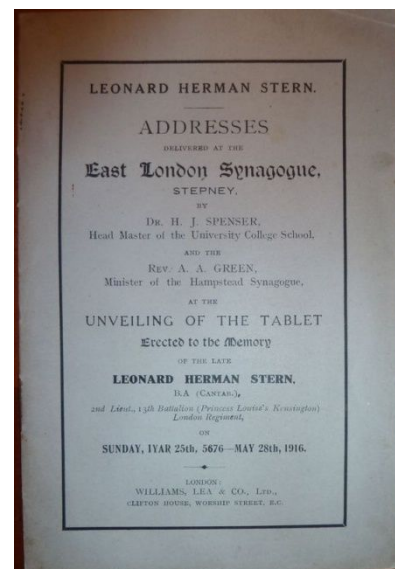 LEONARD HERMAN STERN.
ADDRESSES
DELIVERED AT THE
East London Synagogue,
STEPNEY,
BY
DR. H. J. SPENSER,
Head Master of the University College School,
AND THE
REV. A. A. GREEN,
Minister of the Hampstead Synagogue,
AT THE
UNVEILING OF THE TABLET
Erected to the Memory
OF THE LATE
LEONARD HERMAN STERN,
B.A (CANTAB.),
2nd Lieut., 13th Battalion (Princess Louise's Kensington)
London Regiment,
ON
SUNDAY, IYAR 25th, 5676—MAY 28th, 1916.
LONDON:
WILLIAMS, LEA & CO., LTD.,
CLIFTON HOUSE, WORSHIP STREET, E.C.